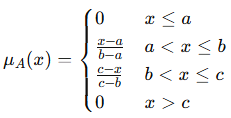 μ_A(x) = { 0    x ≤ a
(x−a)/(b−a)    a < x ≤ b
(c−x)/(c−b)    b < x ≤ c
0    x > c